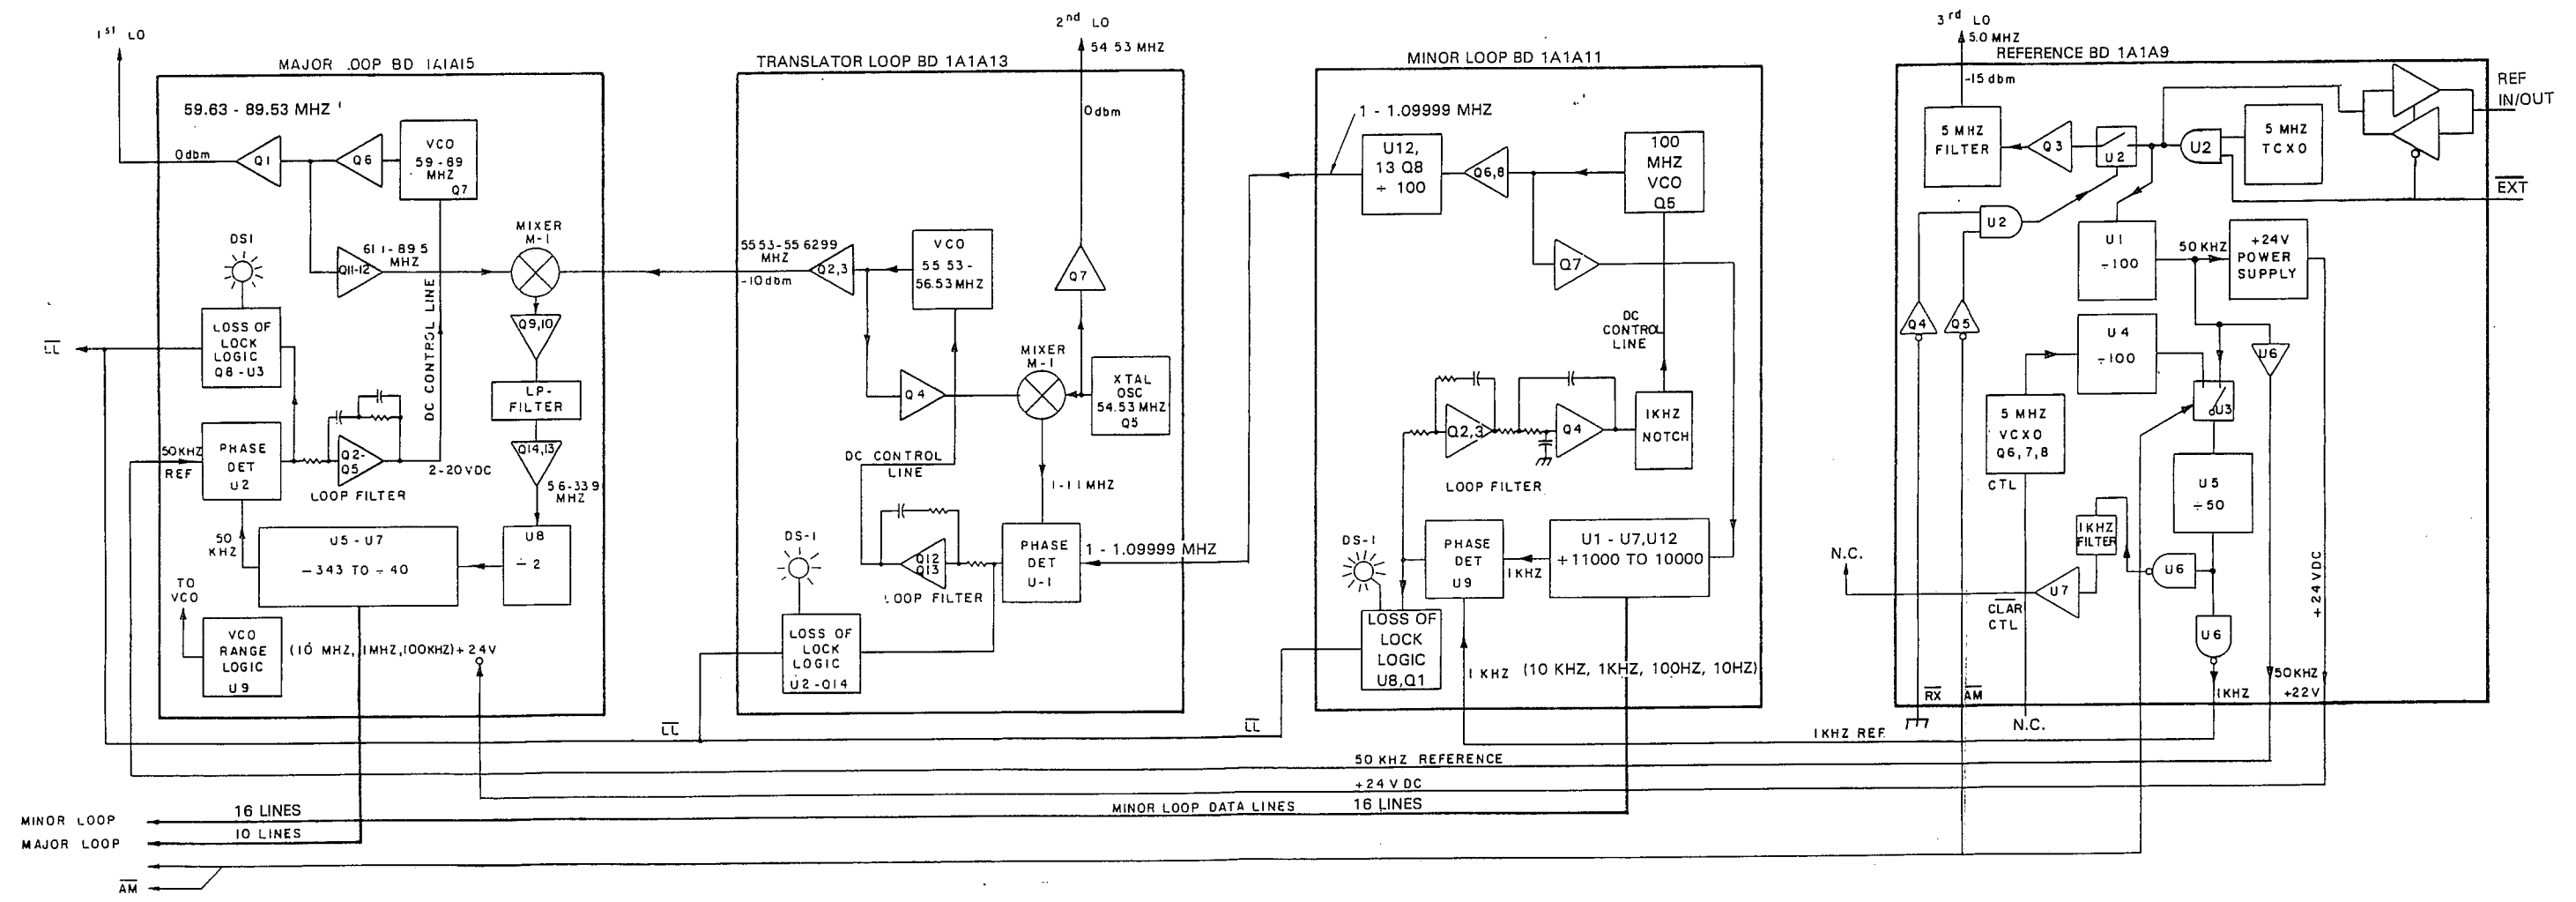 1st LO
MAJOR LOOP BD 1A1A15
59.63 - 89.53 MHZ
0dbm
Q1
Q6
VCO
59-89
MHZ
Q7
DS1
61 1-89 5
MHZ
Q11-12
MIXER
M-1
Q9,10
LP-
FILTER
Q14,13
5 6-33 9
MHZ
LOSS OF
LOCK
LOGIC
Q8-U3
LL
DC CONTROL LINE
50KHZ
REF
PHASE
DET
U2
Q2-
Q5
LOOP FILTER
2-20VDC
50
KHZ
U5 - U7
-343 TO ÷ 40
U8
÷ 2
TO
VCO
VCO
RANGE
LOGIC
U9
(10 MHZ, 1MHZ,100KHZ)
+24V
TRANSLATOR LOOP BD 1A1A13
2nd LO
54 53 MHZ
0dbm
55 53-55 6299
MHZ
-10dbm
Q2,3
VCO
55 53 -
56.53 MHZ
Q7
Q4
MIXER
M-1
XTAL
OSC
54.53 MHZ
Q5
DC CONTROL
LINE
1-1 1 MHZ
DS-1
Q12
Q13
LOOP FILTER
PHASE
DET
U-1
1 - 1.09999 MHZ
LOSS OF
LOCK
LOGIC
U2-Q14
LL
MINOR LOOP BD 1A1A11
1 - 1.09999 MHZ
U12,
13 Q8
÷ 100
Q6,8
100
MHZ
VCO
Q5
Q7
DC
CONTROL
LINE
Q2,3
Q4
1KHZ
NOTCH
LOOP FILTER
DS-1
PHASE
DET
U9
1KHZ
U1 - U7,U12
+11000 TO 10000
LOSS OF
LOCK
LOGIC
U8,Q1
1 KHZ
(10 KHZ, 1KHZ, 100HZ, 10HZ)
LL
3rd LO
5.0 MHZ
REFERENCE BD 1A1A9
-15 dbm
REF
IN/OUT
5 MHZ
FILTER
Q3
U2
U2
5 MHZ
TCXO
EXT
U2
U1
÷100
50 KHZ
+24V
POWER
SUPPLY
Q4
Q5
U4
÷100
U6
U3
5 MHZ
VCXO
Q6,7,8
CTL
U5
÷50
1KHZ
FILTER
N.C.
U7
U6
CLAR
CTL
U6
+24VDC
RX
AM
1KHZ
50KHZ
+22V
N.C.
1KHZ REF.
50 KHZ REFERENCE
+24 V DC
MINOR LOOP DATA LINES
16 LINES
MINOR LOOP
16 LINES
MAJOR LOOP
10 LINES
AM